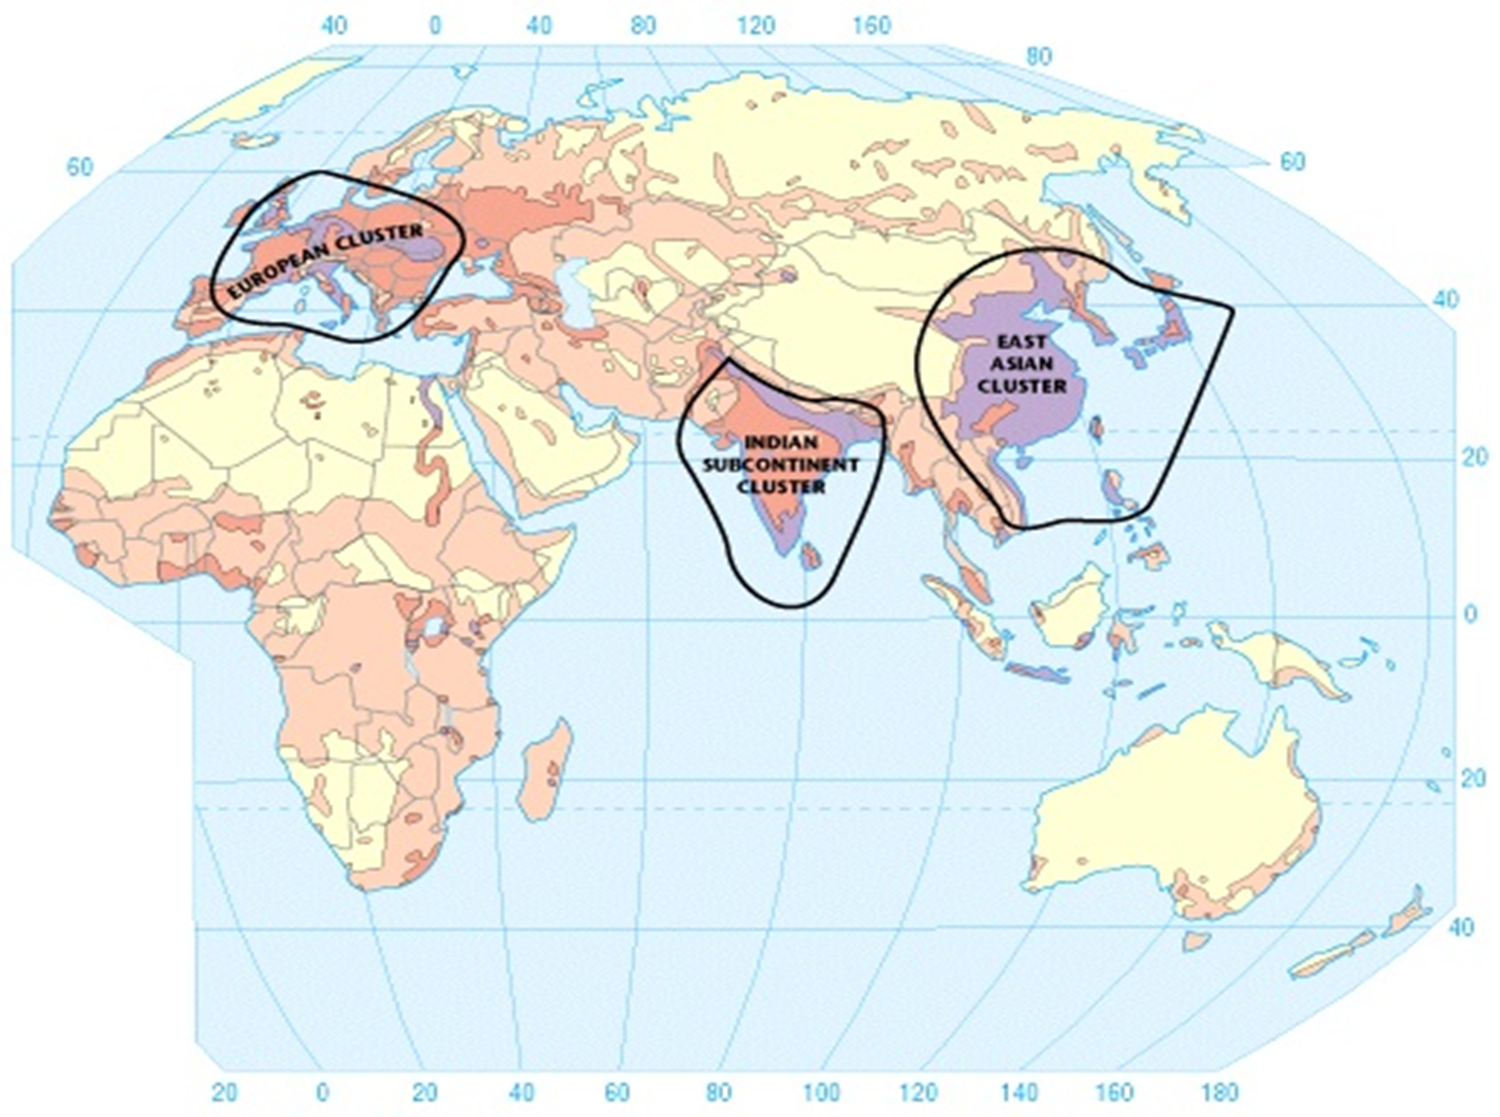 40 0 40 80 120 160
80
60 60
EUROPEAN CLUSTER
40
EAST
ASIAN
CLUSTER
INDIAN
SUBCONTINENT
CLUSTER
20
0
20
40
20 0 20 40 60 80 100 120 140 160 180